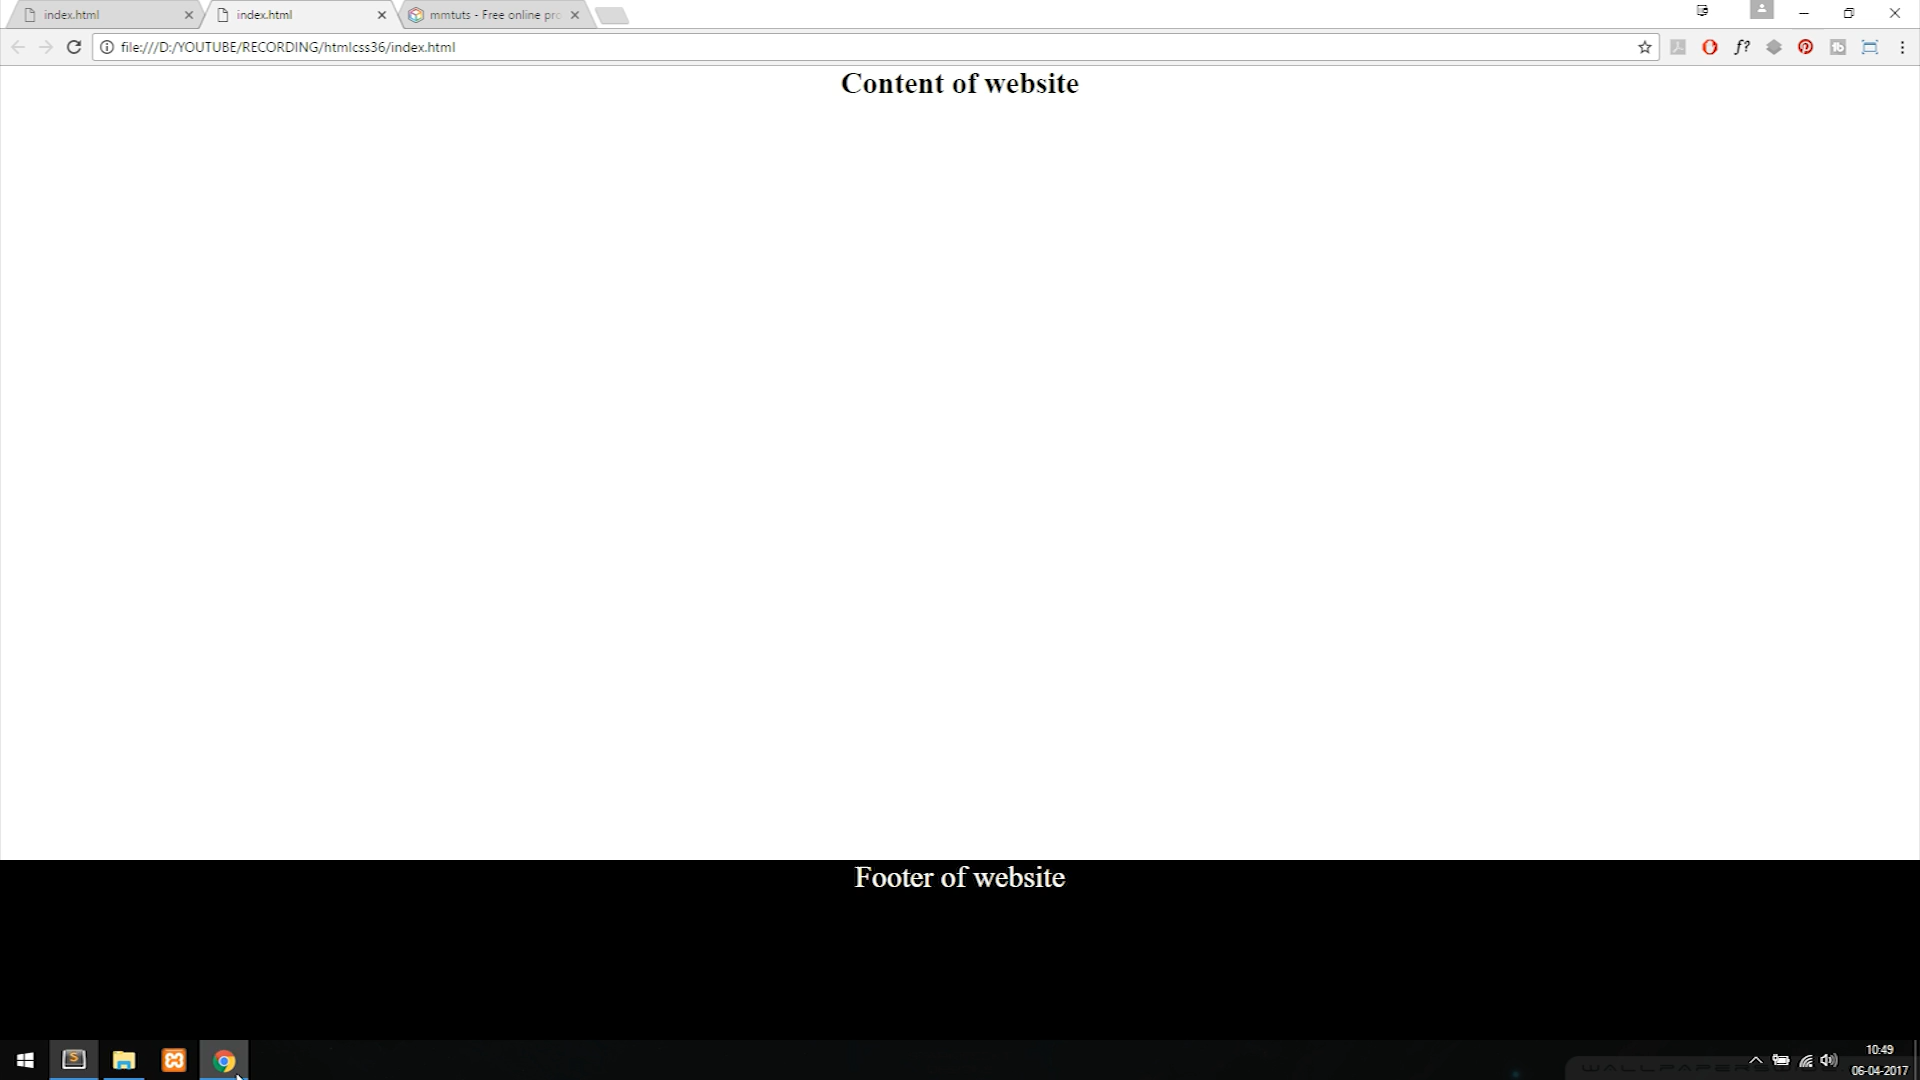 index.html
index.html
mmtuts - Free online pro
file:///D:/YOUTUBE/RECORDING/htmlcss36/index.html
f?
Content of website
Footer of website
10:49
06-04-2017